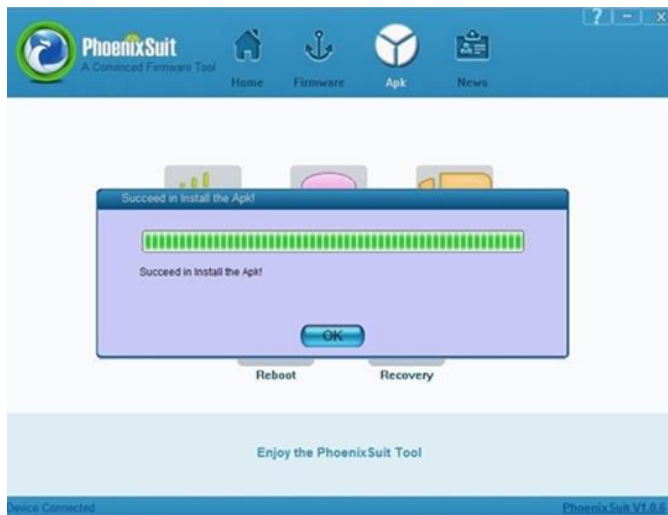 PhoenixSuit
A Convinced Firmware Tool
Home
Firmware
Apk
News
? - x
Succeed in Install the Apk!
Succeed in Install the Apk!
OK
Reboot
Recovery
Enjoy the PhoenixSuit Tool
Device Connected
PhoenixSuit V1.0.6